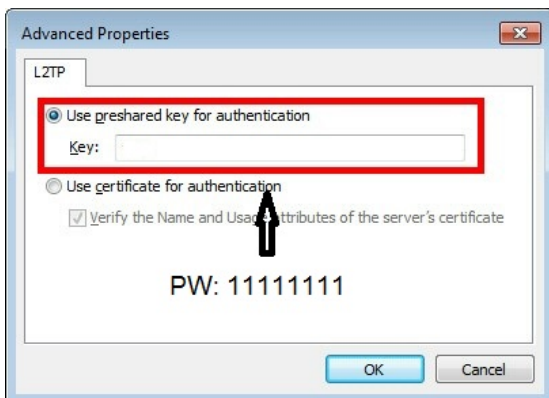 Advanced Properties
L2TP
Use preshared key for authentication
Key:
Use certificate for authentication
Verify the Name and Usage attributes of the server's certificate
PW: 11111111
OK Cancel